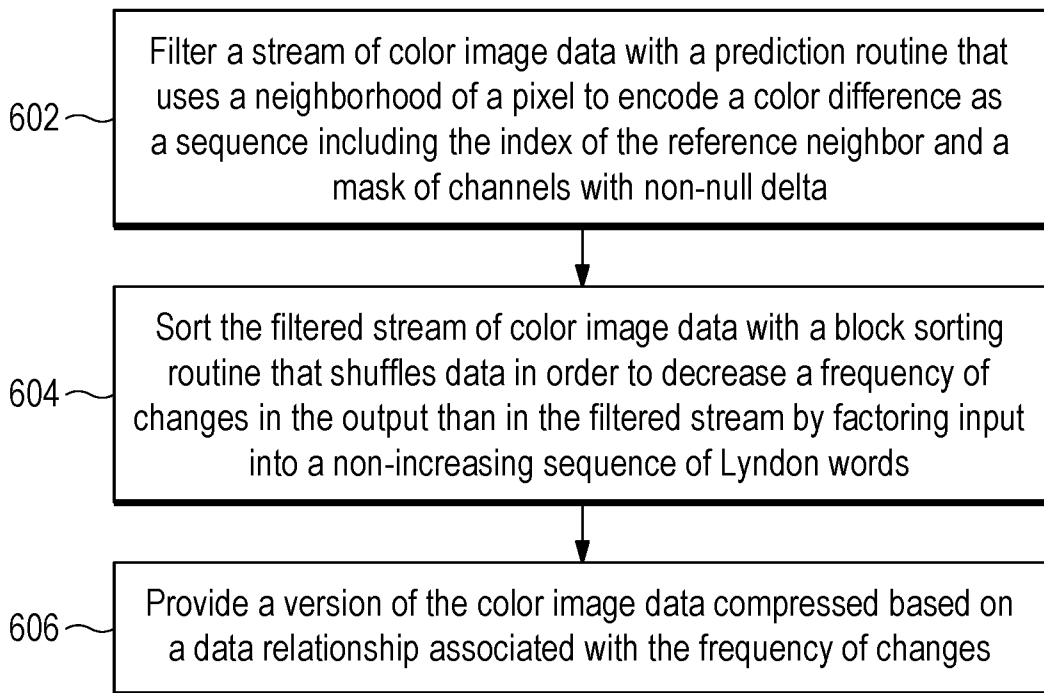 Filter a stream of color image data with a prediction routine that
uses a neighborhood of a pixel to encode a color difference as
a sequence including the index of the reference neighbor and a
mask of channels with non-null delta
602
Sort the filtered stream of color image data with a block sorting
routine that shuffles data in order to decrease a frequency of
changes in the output than in the filtered stream by factoring input
into a non-increasing sequence of Lyndon words
604
Provide a version of the color image data compressed based on
a data relationship associated with the frequency of changes
606